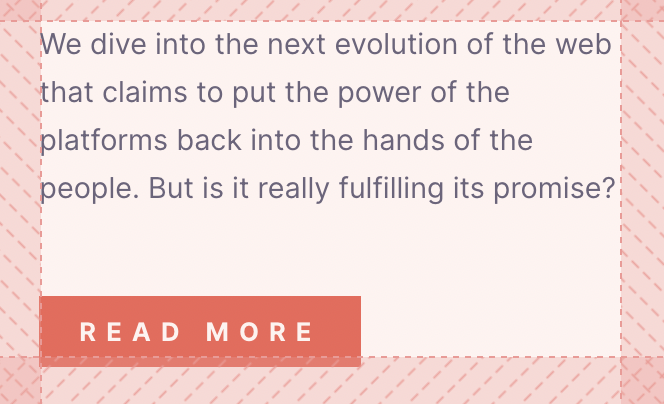 We dive into the next evolution of the web
that claims to put the power of the
platforms back into the hands of the
people. But is it really fulfilling its promise?
READ MORE